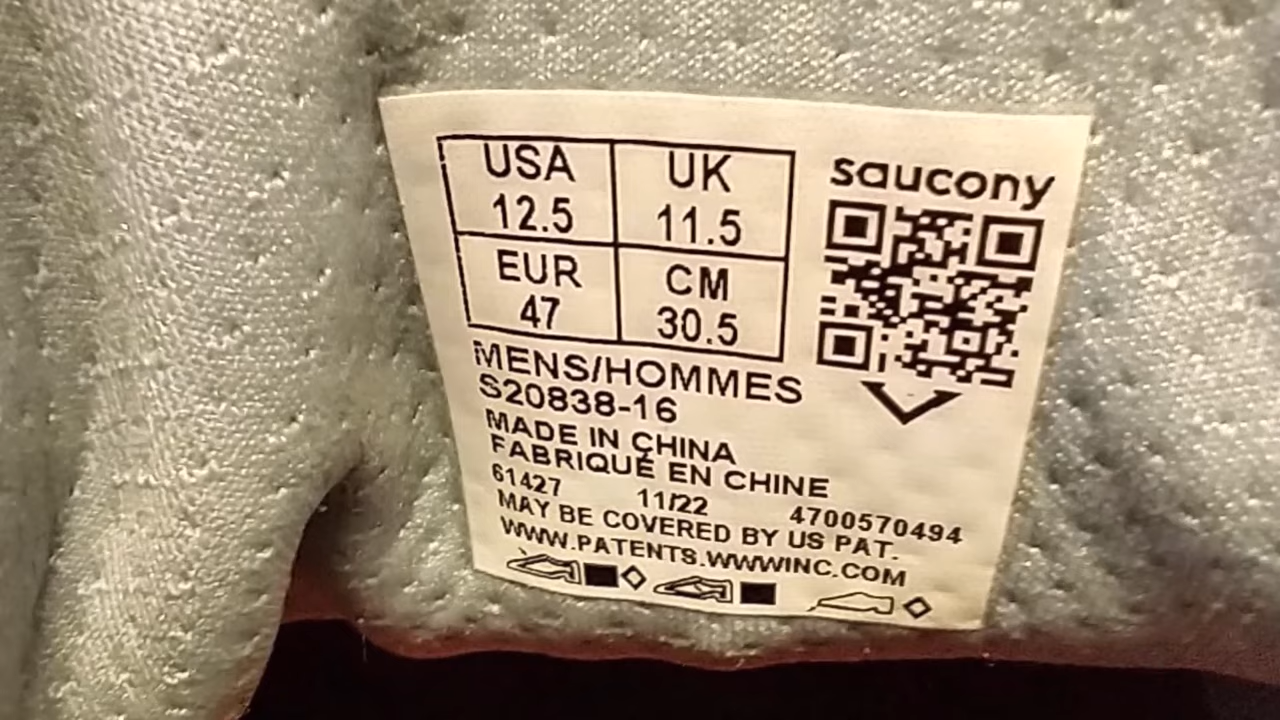 USA
12.5
UK
11.5
EUR
47
CM
30.5
saucony
MENS/HOMMES
S20838-16
MADE IN CHINA
FABRIQUÉ EN CHINE
61427 11/22 4700570494
MAY BE COVERED BY US PAT.
WWW.PATENTS.WWWINC.COM